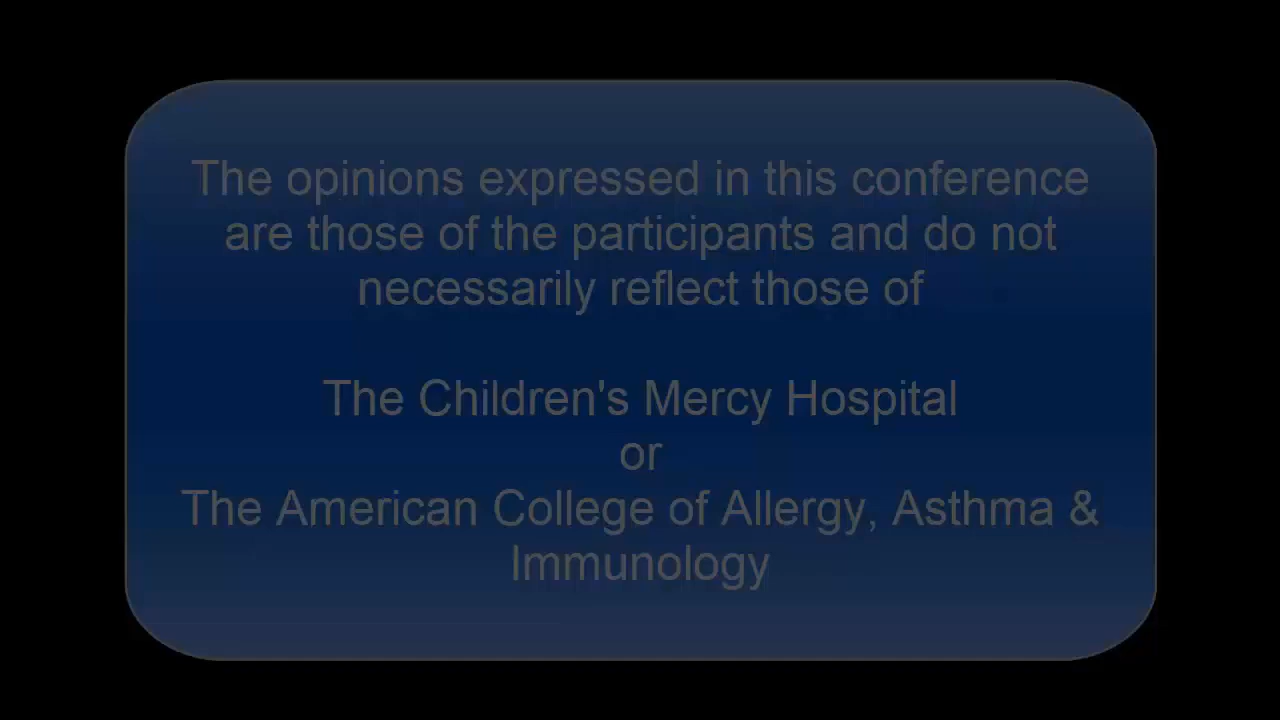 The opinions expressed in this conference
are those of the participants and do not
necessarily reflect those of
The Children's Mercy Hospital
or
The American College of Allergy, Asthma &
Immunology